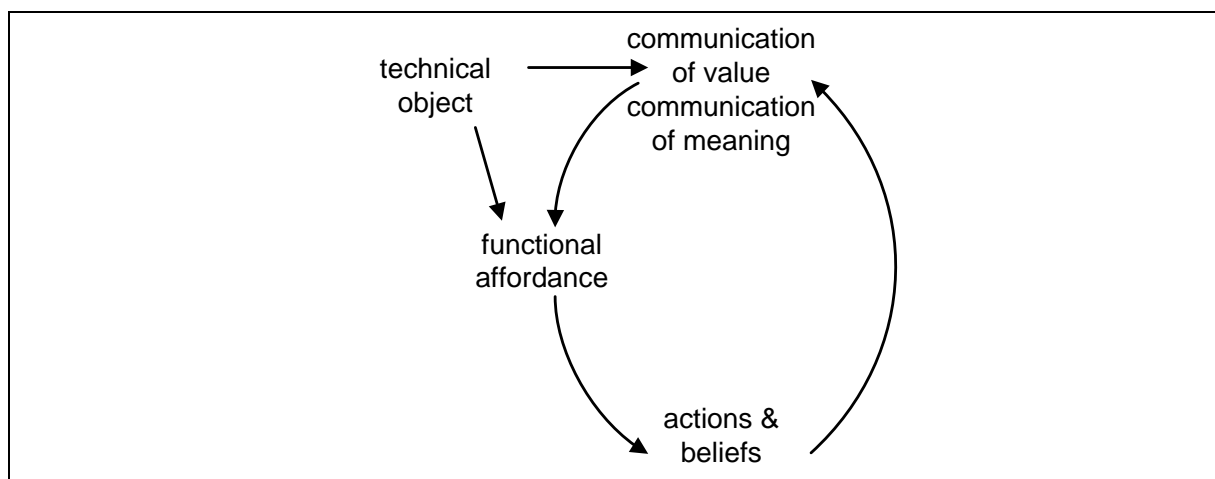 technical
object
communication
of value
communication
of meaning
functional
affordance
actions &
beliefs